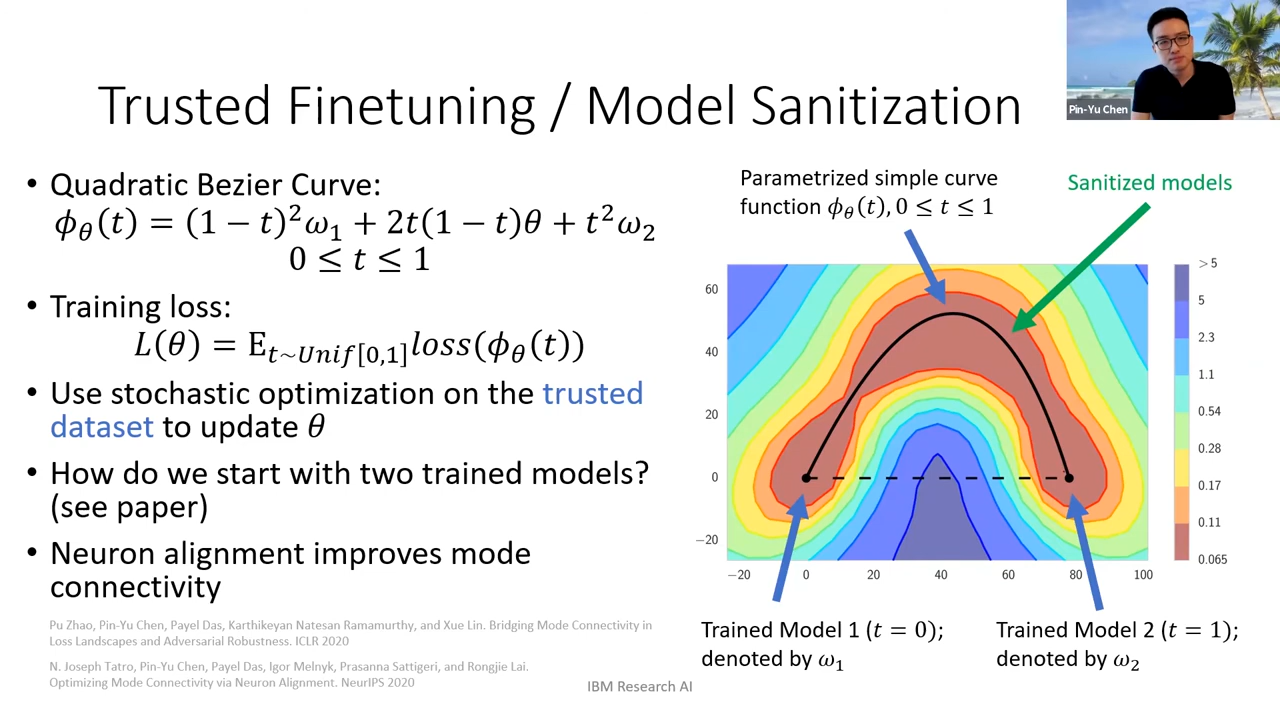 Trusted Finetuning / Model Sanitization
Pin-Yu Chen
• Quadratic Bezier Curve:
𝜙_θ(t) = (1 − t)²ω₁ + 2t(1 − t)θ + t²ω₂
0 ≤ t ≤ 1
• Training loss:
L(θ) = E_{t~Unif[0,1]} loss(𝜙_θ(t))
• Use stochastic optimization on the trusted
dataset to update θ
• How do we start with two trained models?
(see paper)
• Neuron alignment improves mode
connectivity
Pu Zhao, Pin-Yu Chen, Payel Das, Karthikeyan Natesan Ramamurthy, and Xue Lin. Bridging Mode Connectivity in
Loss Landscapes and Adversarial Robustness. ICLR 2020
N. Joseph Tatro, Pin-Yu Chen, Payel Das, Igor Melnyk, Prasanna Sattigeri, and Rongjie Lai.
Optimizing Mode Connectivity via Neuron Alignment. NeurIPS 2020
Parametrized simple curve
function 𝜙_θ(t), 0 ≤ t ≤ 1
Sanitized models
60
40
20
0
−20
−20 0 20 40 60 80 100
>5
5
2.3
1.1
0.54
0.28
0.17
0.11
0.065
Trained Model 1 (t = 0);
denoted by ω₁
Trained Model 2 (t = 1);
denoted by ω₂
IBM Research AI